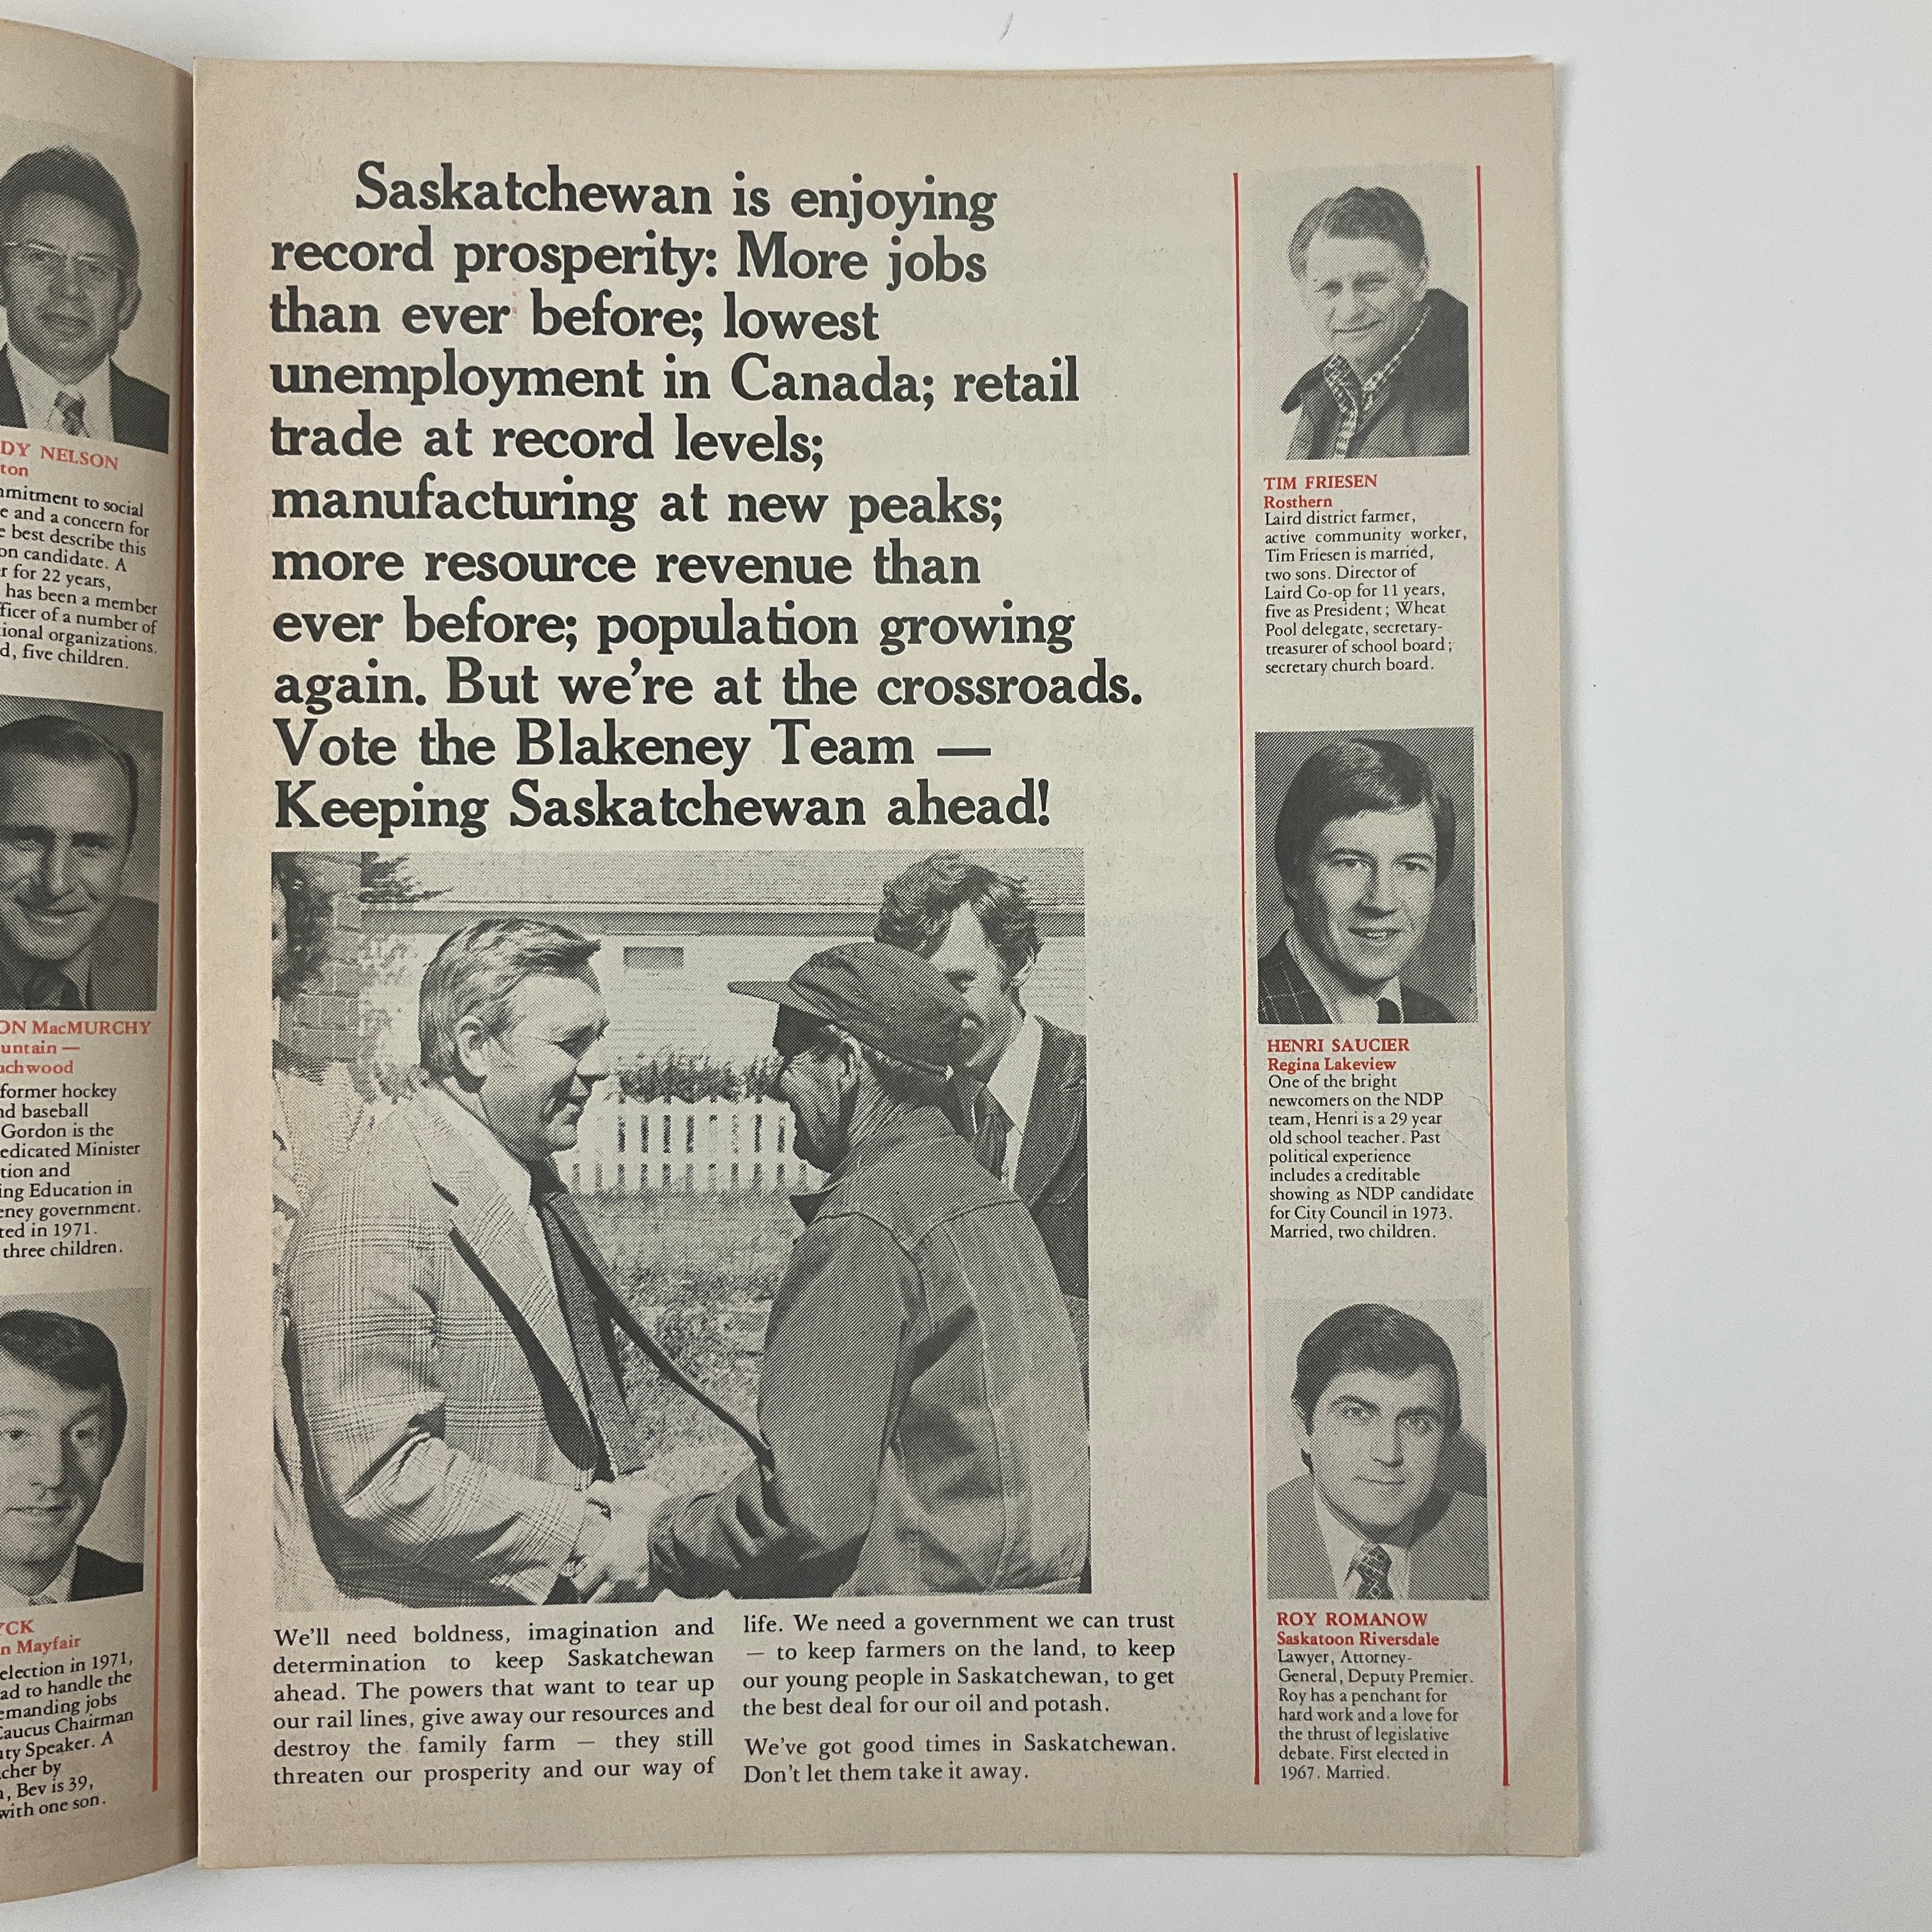 DY NELSON
ton
mmitment to social
e and a concern for
e best describe this
on candidate. A
r for 22 years,
has been a member
fficer of a number of
tional organizations.
d, five children.
ON MacMURCHY
untain —
uchwood
former hockey
nd baseball
Gordon is the
edicated Minister
tion and
ing Education in
eney government.
ted in 1971.
three children.
YCK
n Mayfair
election in 1971,
ad to handle the
emanding jobs
Caucus Chairman
uty Speaker. A
cher by
, Bev is 39,
with one son.
Saskatchewan is enjoying
record prosperity: More jobs
than ever before; lowest
unemployment in Canada; retail
trade at record levels;
manufacturing at new peaks;
more resource revenue than
ever before; population growing
again. But we're at the crossroads.
Vote the Blakeney Team —
Keeping Saskatchewan ahead!
We'll need boldness, imagination and
determination to keep Saskatchewan
ahead. The powers that want to tear up
our rail lines, give away our resources and
destroy the family farm — they still
threaten our prosperity and our way of
life. We need a government we can trust
— to keep farmers on the land, to keep
our young people in Saskatchewan, to get
the best deal for our oil and potash.
We've got good times in Saskatchewan.
Don't let them take it away.
TIM FRIESEN
Rosthern
Laird district farmer,
active community worker,
Tim Friesen is married,
two sons. Director of
Laird Co-op for 11 years,
five as President; Wheat
Pool delegate, secretary-
treasurer of school board;
secretary church board.
HENRI SAUCIER
Regina Lakeview
One of the bright
newcomers on the NDP
team, Henri is a 29 year
old school teacher. Past
political experience
includes a creditable
showing as NDP candidate
for City Council in 1973.
Married, two children.
ROY ROMANOW
Saskatoon Riversdale
Lawyer, Attorney-
General, Deputy Premier.
Roy has a penchant for
hard work and a love for
the thrust of legislative
debate. First elected in
1967. Married.